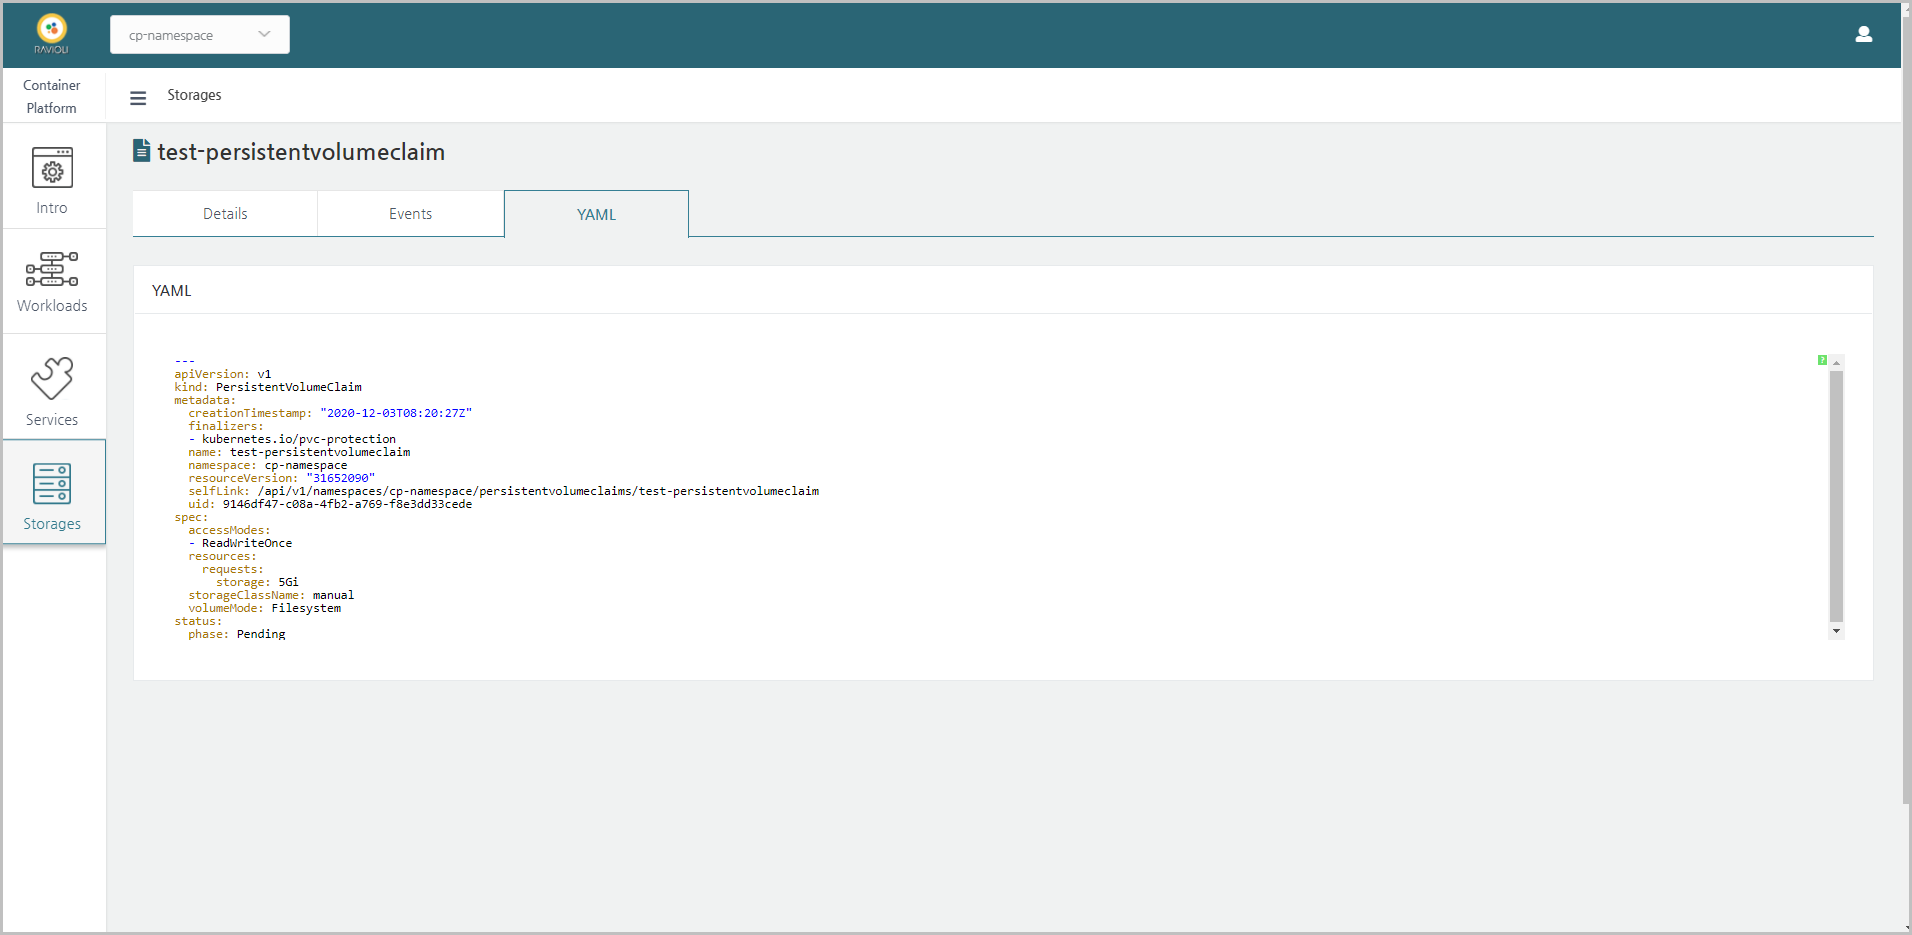 RAVIOLI
cp-namespace
Container
Platform
Storages
Intro
Workloads
Services
Storages
test-persistentvolumeclaim
Details
Events
YAML
YAML
---
apiVersion: v1
kind: PersistentVolumeClaim
metadata:
  creationTimestamp: "2020-12-03T08:20:27Z"
  finalizers:
  - kubernetes.io/pvc-protection
  name: test-persistentvolumeclaim
  namespace: cp-namespace
  resourceVersion: "31652090"
  selfLink: /api/v1/namespaces/cp-namespace/persistentvolumeclaims/test-persistentvolumeclaim
  uid: 9146df47-c08a-4fb2-a769-f8e3dd33cede
spec:
  accessModes:
  - ReadWriteOnce
  resources:
    requests:
      storage: 5Gi
  storageClassName: manual
  volumeMode: Filesystem
status:
  phase: Pending
?